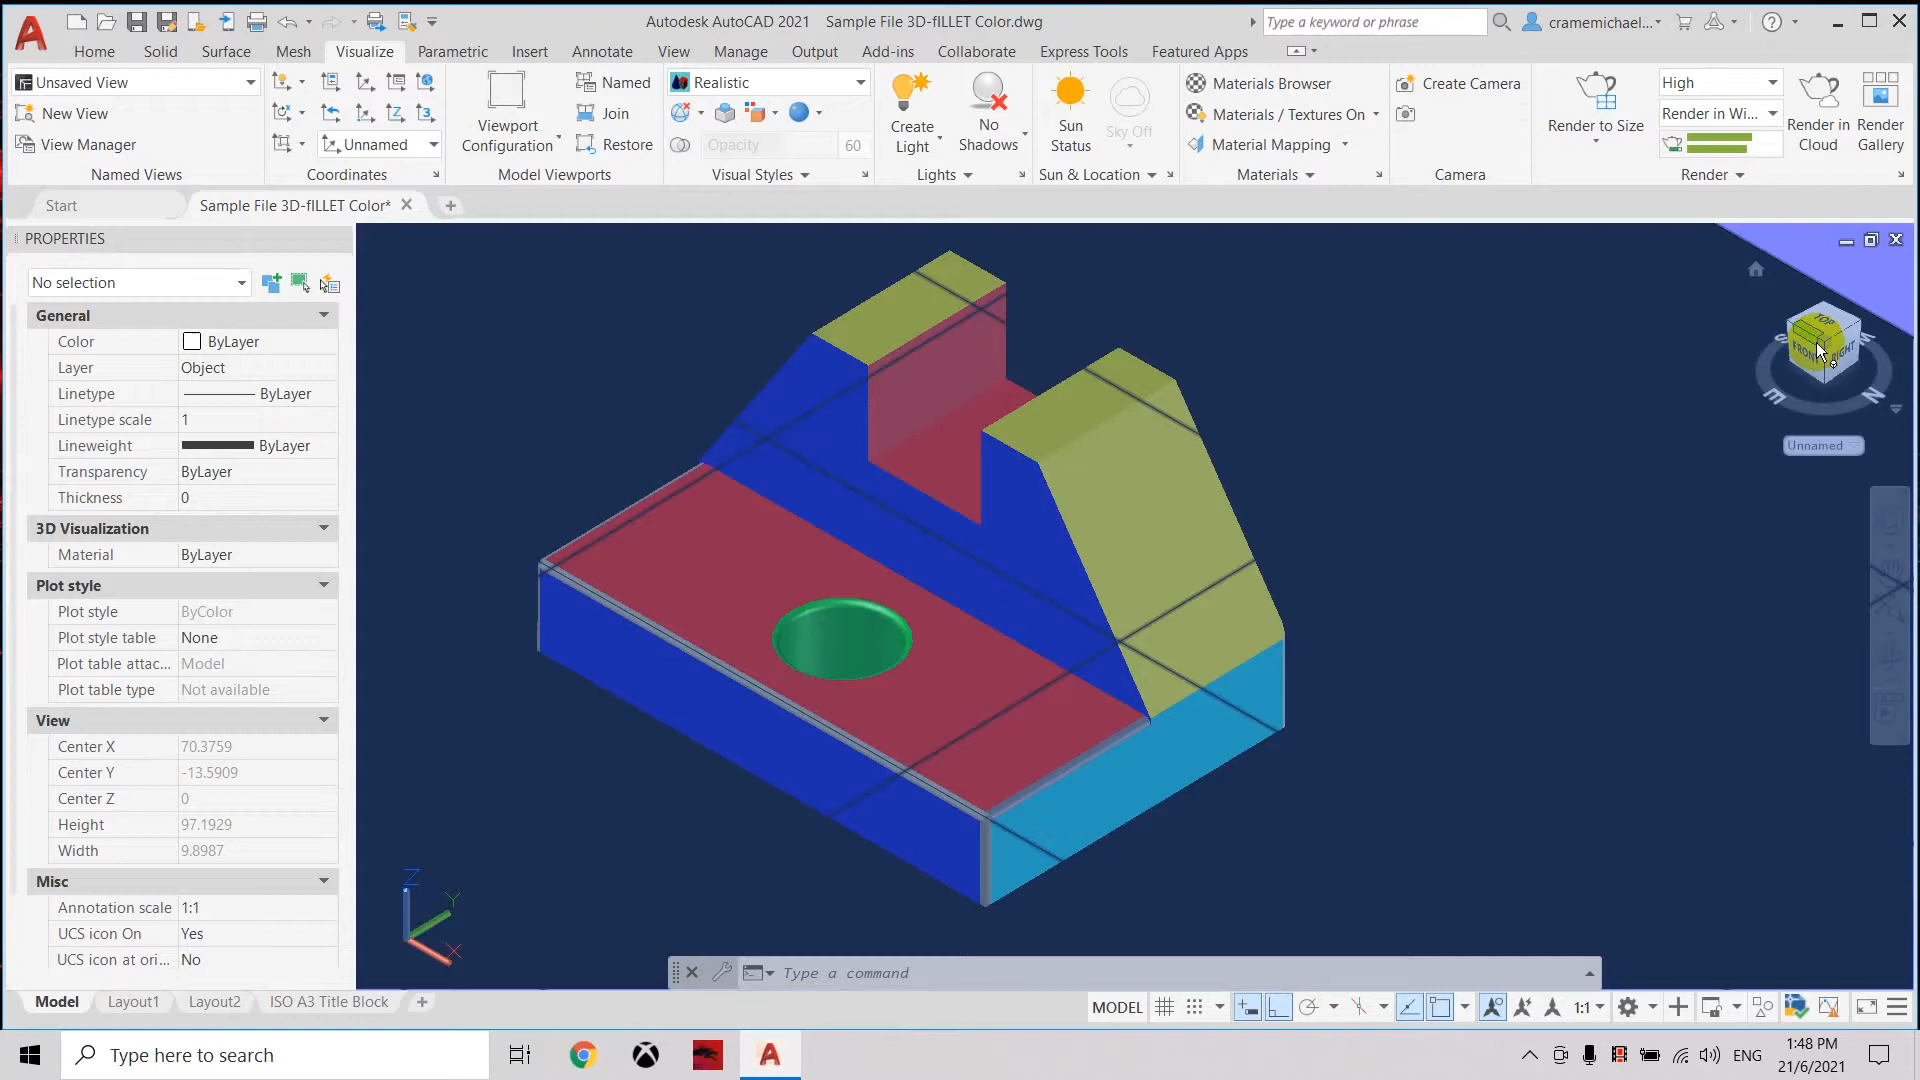 Autodesk AutoCAD 2021 Sample File 3D-fILLET Color.dwg
Type a keyword or phrase
cramemichael...
Home Solid Surface Mesh Visualize Parametric Insert Annotate View Manage Output Add-ins Collaborate Express Tools Featured Apps
Unsaved View
New View
View Manager
Named Views
Unnamed
Coordinates
Viewport Configuration
Named
Join
Restore
Model Viewports
Realistic
Opacity 60
Visual Styles
Create Light
No Shadows
Lights
Sun Status
Sky Off
Sun & Location
Materials Browser
Materials / Textures On
Material Mapping
Materials
Create Camera
Camera
Render to Size
High
Render in Wi...
Render in Cloud
Render Gallery
Render
Start
Sample File 3D-fILLET Color*
PROPERTIES
No selection
General
Color ByLayer
Layer Object
Linetype ByLayer
Linetype scale 1
Lineweight ByLayer
Transparency ByLayer
Thickness 0
3D Visualization
Material ByLayer
Plot style
Plot style ByColor
Plot style table None
Plot table attac... Model
Plot table type Not available
View
Center X 70.3759
Center Y -13.5909
Center Z 0
Height 97.1929
Width 9.8987
Misc
Annotation scale 1:1
UCS icon On Yes
UCS icon at ori... No
TOP
FRONT
RIGHT
E
N
Unnamed
Z
Y
X
Type a command
Model Layout1 Layout2 ISO A3 Title Block
MODEL
1:1
Type here to search
ENG
1:48 PM
21/6/2021